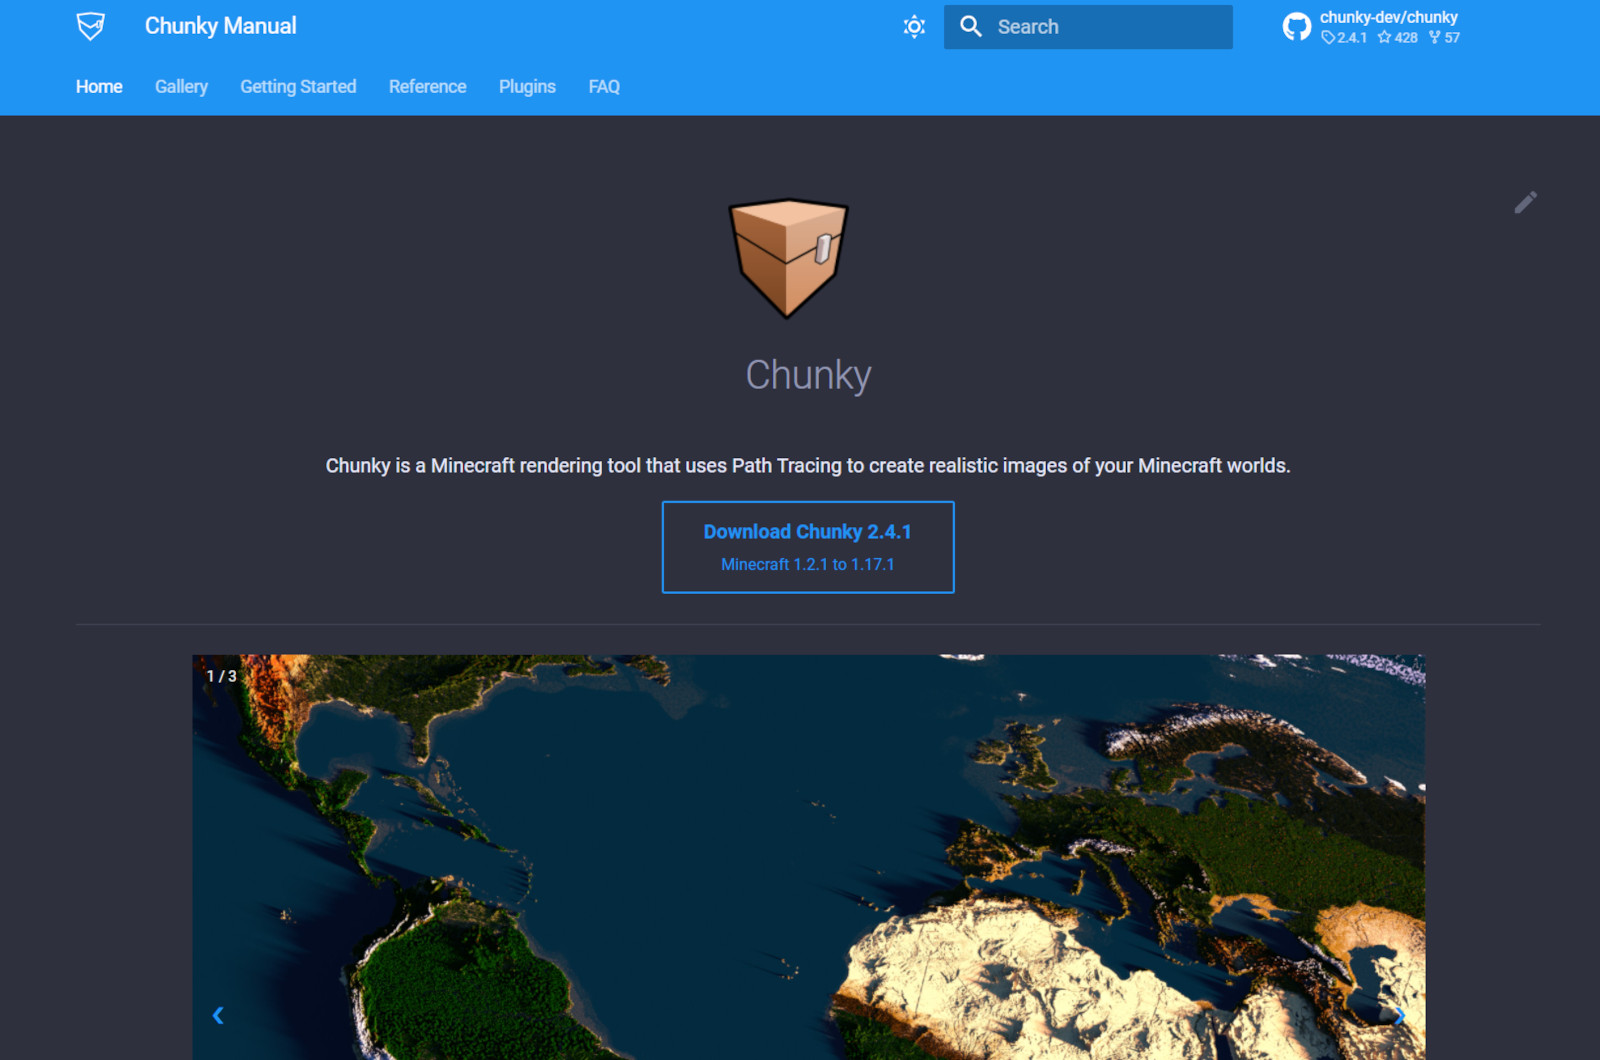 Chunky Manual
Search
chunky-dev/chunky
2.4.1 428 57
Home Gallery Getting Started Reference Plugins FAQ
Chunky
Chunky is a Minecraft rendering tool that uses Path Tracing to create realistic images of your Minecraft worlds.
Download Chunky 2.4.1
Minecraft 1.2.1 to 1.17.1
1 / 3